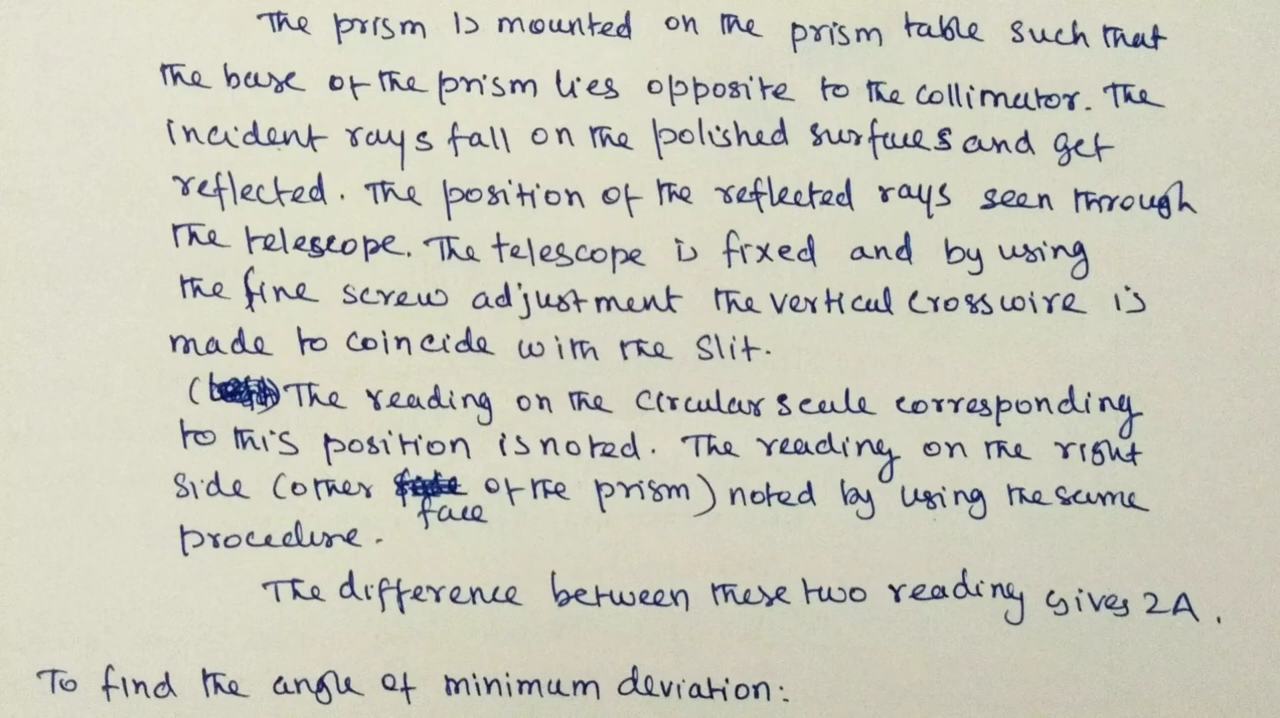 The prism is mounted on the prism table such that
the base of the prism lies opposite to the collimator. The
incident rays fall on the polished surfaces and get
reflected. The position of the reflected rays seen through
the telescope. The telescope is fixed and by using
the fine screw adjustment the vertical crosswire is
made to coincide with the slit.
( The reading on the circular scale corresponding
to this position is noted. The reading on the right
side (other face of the prism) noted by using the same
procedure.
The difference between these two reading gives 2A.
To find the angle of minimum deviation: